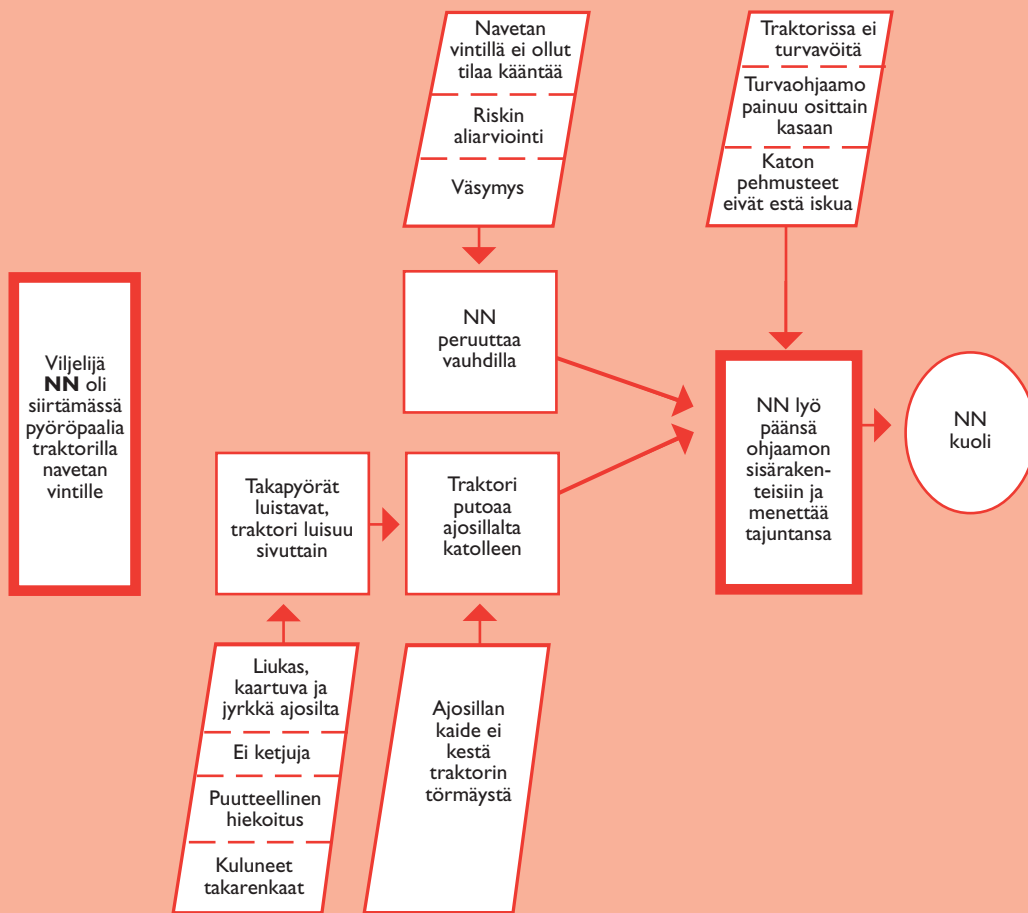 Navetan
vintillä ei ollut
tilaa kääntää
Riskin
aliarviointi
Väsymys
Traktorissa ei
turvavöitä
Turvaohjaamo
painuu osittain
kasaan
Katon
pehmusteet
eivät estä iskua
Viljelijä
NN oli
siirtämässä
pyöröpaalia
traktorilla
navetan
vintille
NN
peruuttaa
vauhdilla
Takapyörät
luistavat,
traktori luisuu
sivuttain
Traktori
putoaa
ajosillalta
katolleen
NN lyö
päänsä
ohjaamon
sisäraken-
teisiin ja
menettää
tajuntansa
NN
kuoli
Liukas,
kaartuva ja
jyrkkä ajosilta
Ei ketjuja
Puutteellinen
hiekoitus
Kuluneet
takarenkaat
Ajosillan
kaide ei
kestä
traktorin
törmäystä